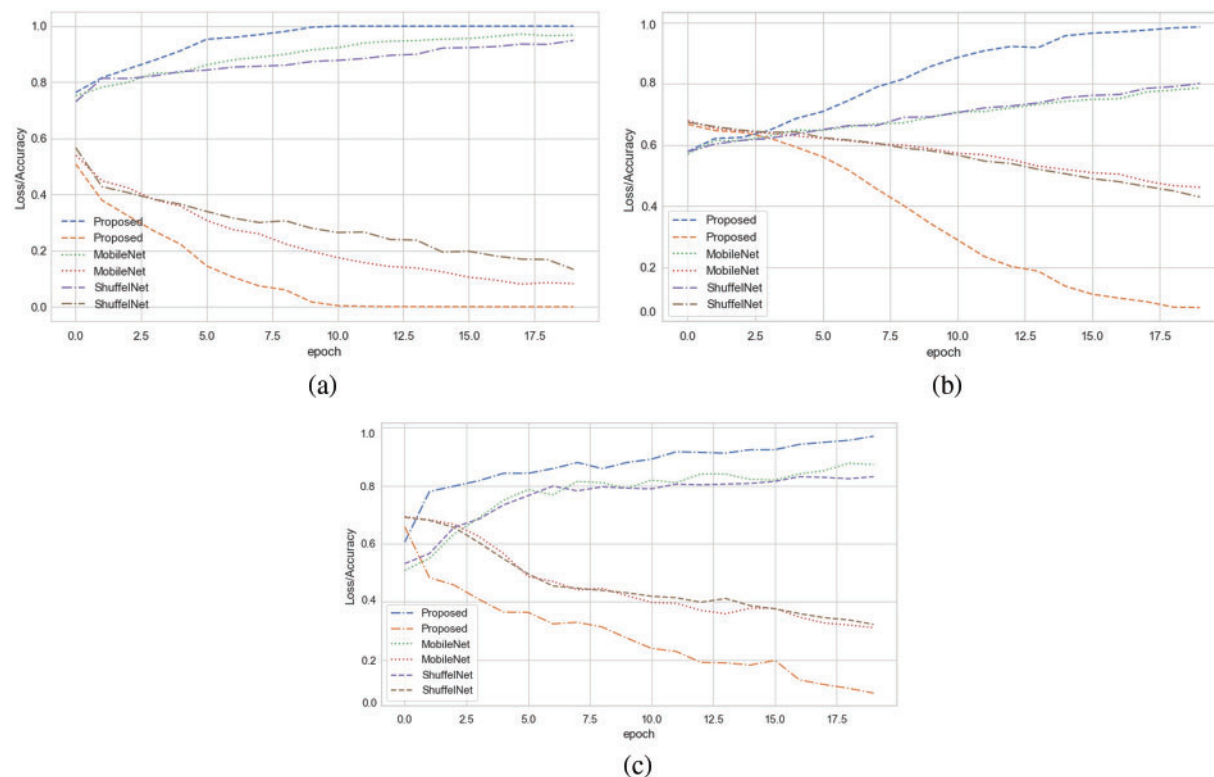 1.0
0.8
0.6
0.4
0.2
0.0
Loss/Accuracy
Proposed
Proposed
MobileNet
MobileNet
ShuffelNet
ShuffelNet
0.0 2.5 5.0 7.5 10.0 12.5 15.0 17.5
epoch
(a)
1.0
0.8
0.6
0.4
0.2
0.0
Loss/Accuracy
Proposed
Proposed
MobileNet
MobileNet
ShuffelNet
ShuffelNet
0.0 2.5 5.0 7.5 10.0 12.5 15.0 17.5
epoch
(b)
1.0
0.8
0.6
0.4
0.2
0.0
Loss/Accuracy
Proposed
Proposed
MobileNet
MobileNet
ShuffelNet
ShuffelNet
0.0 2.5 5.0 7.5 10.0 12.5 15.0 17.5
epoch
(c)